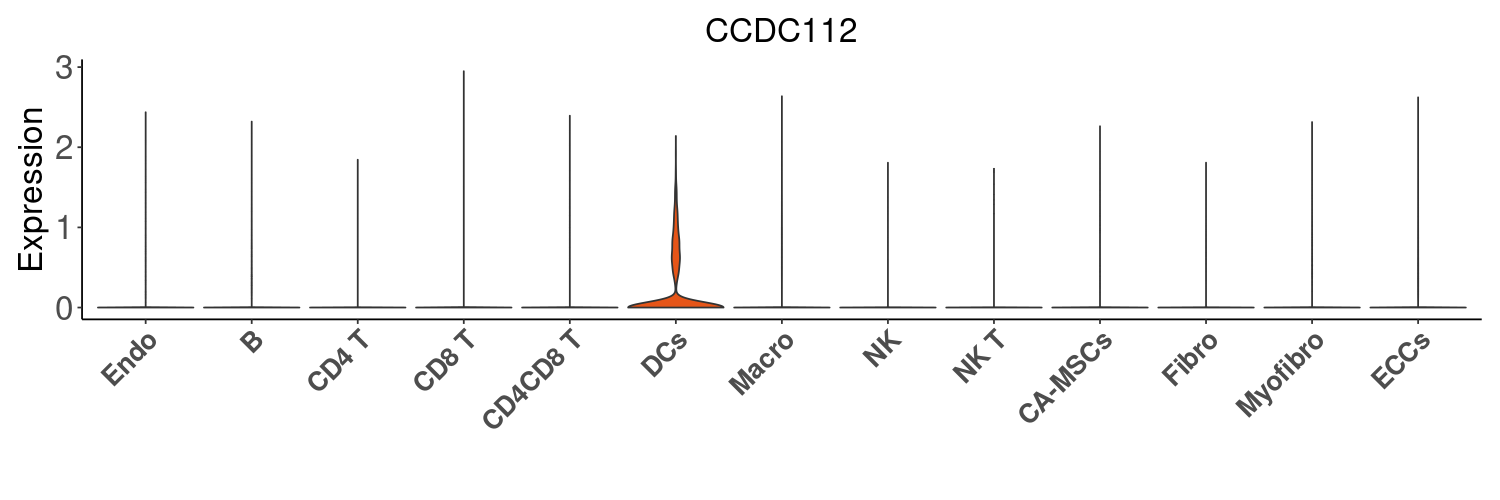 CCDC112
Expression
3
2
1
0
Endo
B
CD4 T
CD8 T
CD4CD8 T
DCs
Macro
NK
NK T
CA-MSCs
Fibro
Myofibro
ECCs